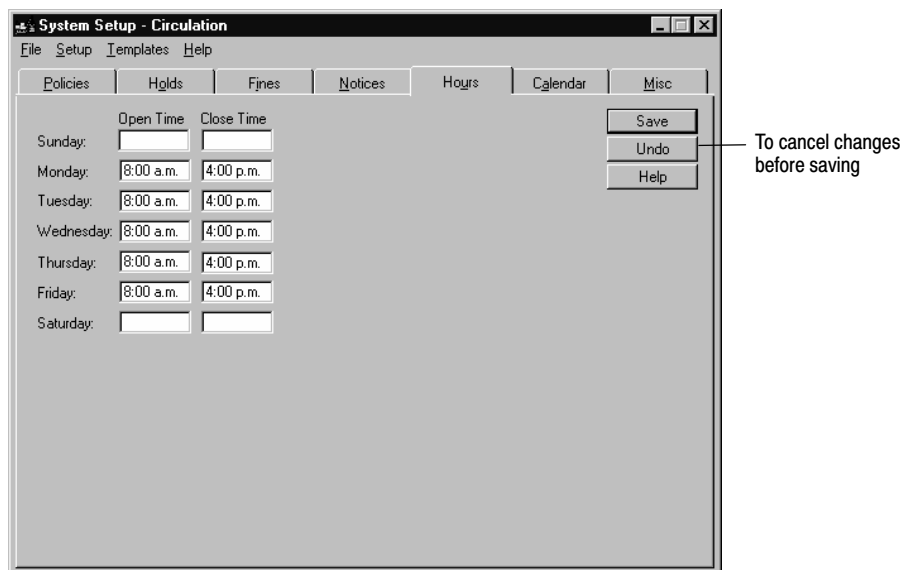 System Setup - Circulation
File Setup Templates Help
Policies Holds Fines Notices Hours Calendar Misc
Open Time Close Time
Sunday:
Monday: 8:00 a.m. 4:00 p.m.
Tuesday: 8:00 a.m. 4:00 p.m.
Wednesday: 8:00 a.m. 4:00 p.m.
Thursday: 8:00 a.m. 4:00 p.m.
Friday: 8:00 a.m. 4:00 p.m.
Saturday:
Save
Undo
Help
To cancel changes
before saving